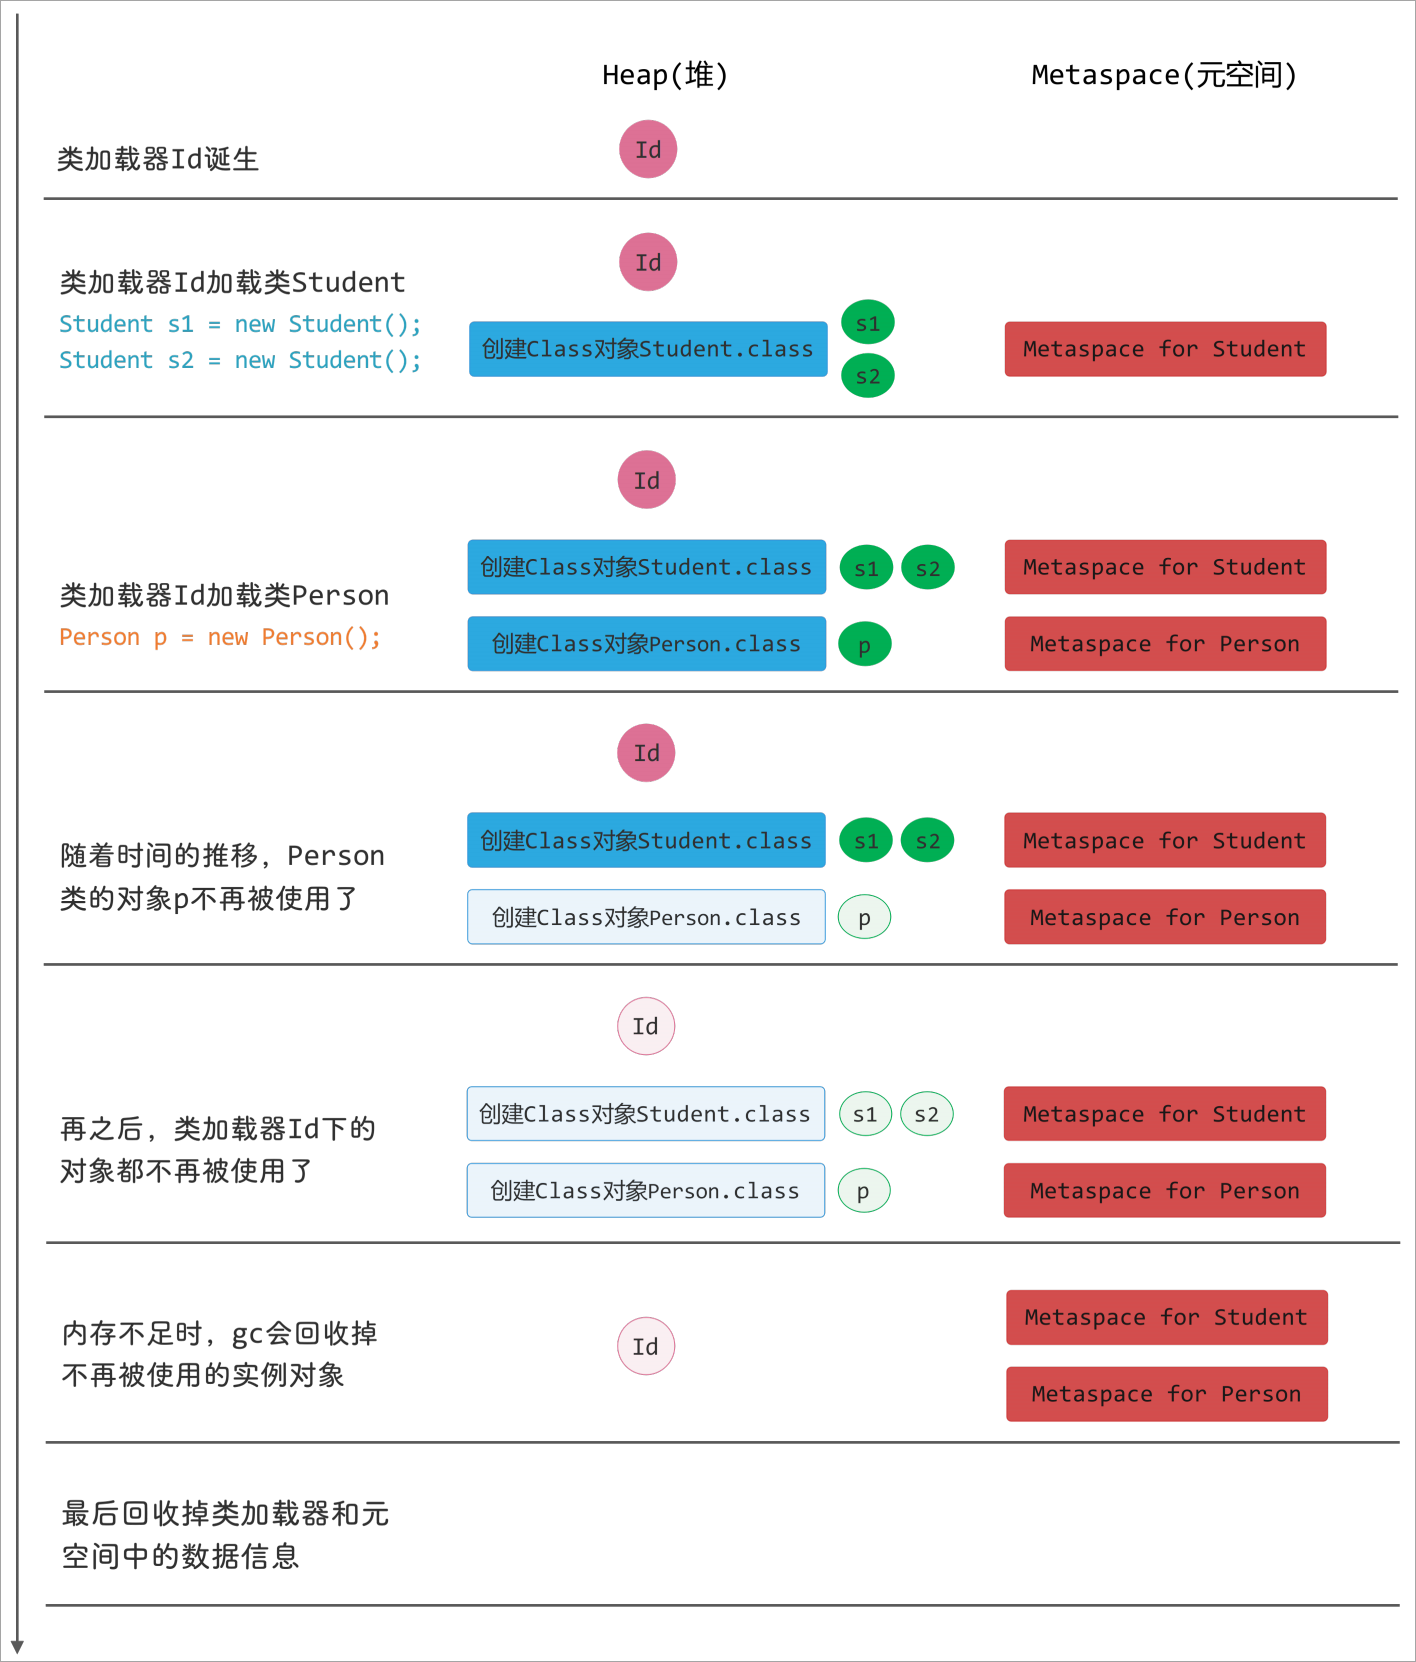 Heap(堆)
Metaspace(元空间)
类加载器Id诞生
Id
类加载器Id加载类Student
Student s1 = new Student();
Student s2 = new Student();
Id
创建Class对象Student.class
s1
s2
Metaspace for Student
类加载器Id加载类Person
Person p = new Person();
Id
创建Class对象Student.class
s1
s2
Metaspace for Student
创建Class对象Person.class
p
Metaspace for Person
随着时间的推移，Person
类的对象p不再被使用了
Id
创建Class对象Student.class
s1
s2
Metaspace for Student
创建Class对象Person.class
p
Metaspace for Person
再之后，类加载器Id下的
对象都不再被使用了
Id
创建Class对象Student.class
s1
s2
Metaspace for Student
创建Class对象Person.class
p
Metaspace for Person
内存不足时，gc会回收掉
不再被使用的实例对象
Id
Metaspace for Student
Metaspace for Person
最后回收掉类加载器和元
空间中的数据信息